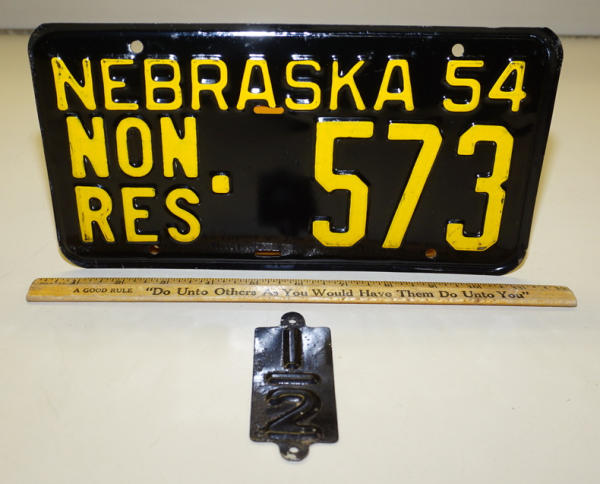 NEBRASKA 54
NON.
RES
573
A GOOD RULE "Do Unto Others As You Would Have Them Do Unto You"
1
2